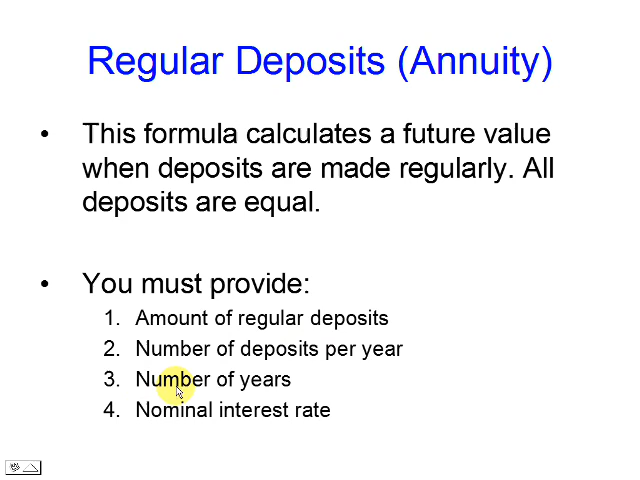 Regular Deposits (Annuity)
• This formula calculates a future value
when deposits are made regularly. All
deposits are equal.
• You must provide:
1. Amount of regular deposits
2. Number of deposits per year
3. Number of years
4. Nominal interest rate